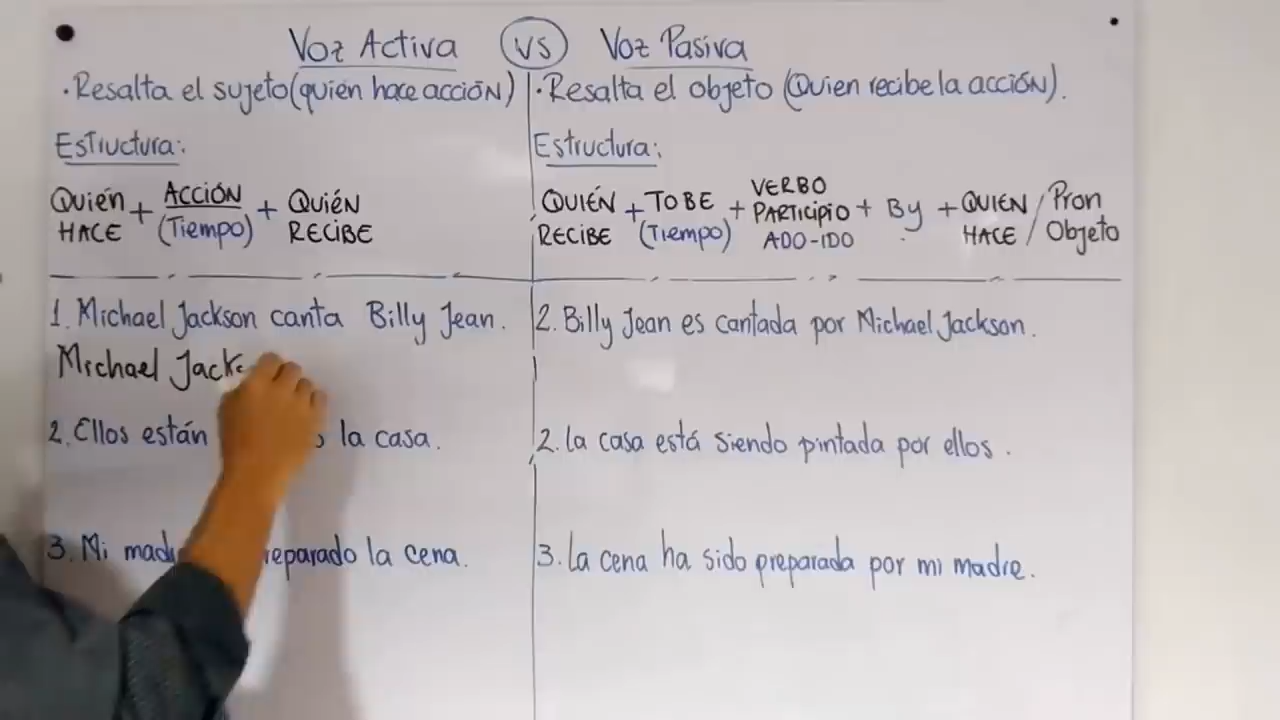 Voz Activa VS Voz Pasiva
• Resalta el sujeto (quién hace acción)
Estructura:
Quién HACE + ACCIÓN (Tiempo) + Quién RECIBE
1. Michael Jackson canta Billy Jean.
Michael Jack
2. Ellos están la casa.
3. Mi la cena.
• Resalta el objeto (Quien recibe la acción).
Estructura:
QUIÉN RECIBE + TO BE (Tiempo) + VERBO PARTICIPIO ADO-IDO + By + QUIEN HACE / Pron Objeto
2. Billy Jean es cantada por Michael Jackson.
2. La casa está siendo pintada por ellos.
3. La cena ha sido preparada por mi madre.